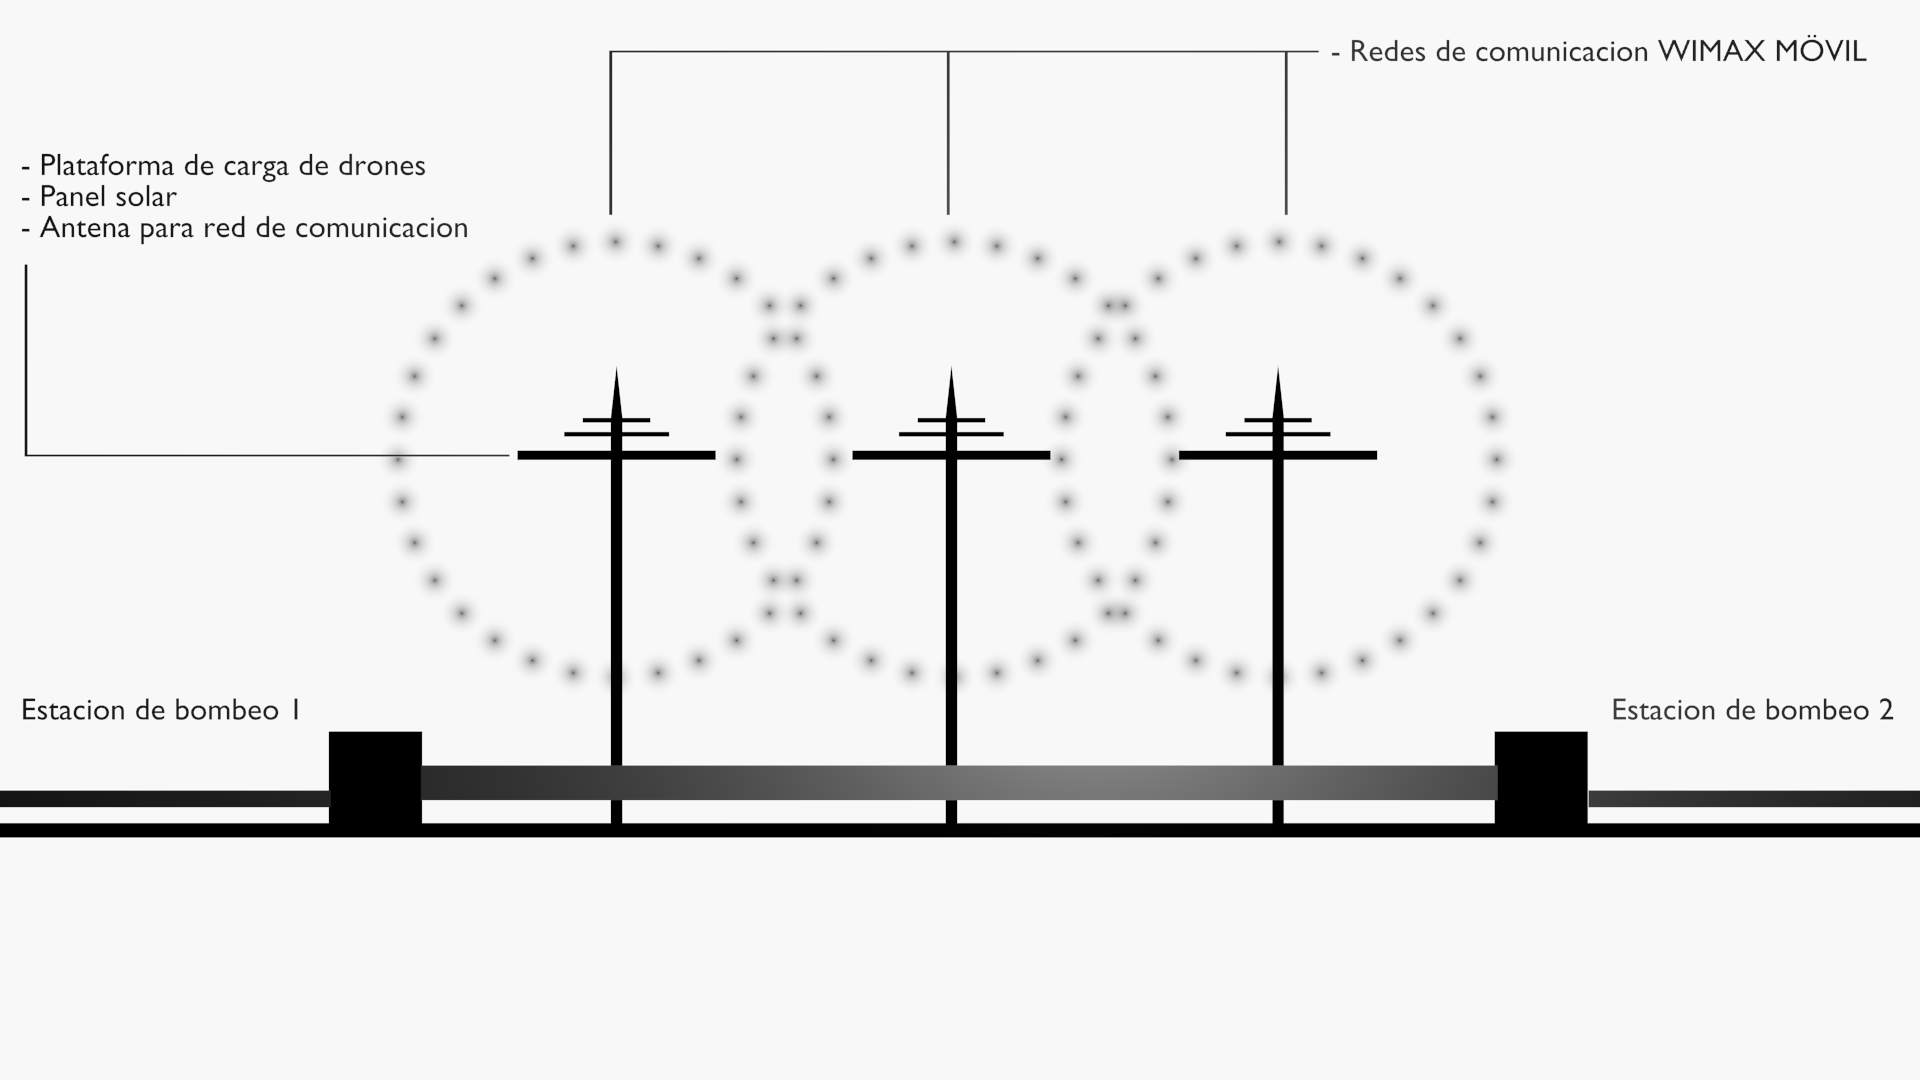 - Redes de comunicacion WIMAX MÖVIL
- Plataforma de carga de drones
- Panel solar
- Antena para red de comunicacion
Estacion de bombeo 1
Estacion de bombeo 2